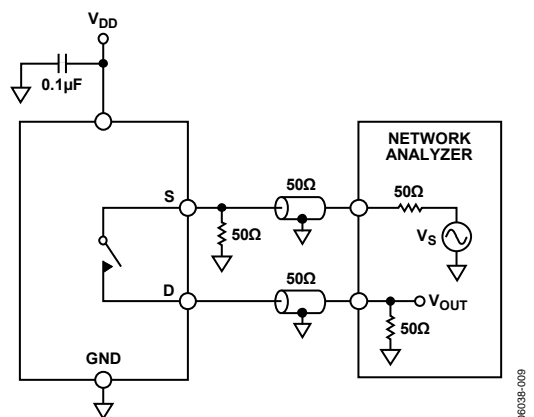 VDD
0.1µF
NETWORK
ANALYZER
S
50Ω
50Ω
50Ω
VS
D
50Ω
VOUT
50Ω
GND
06038-009